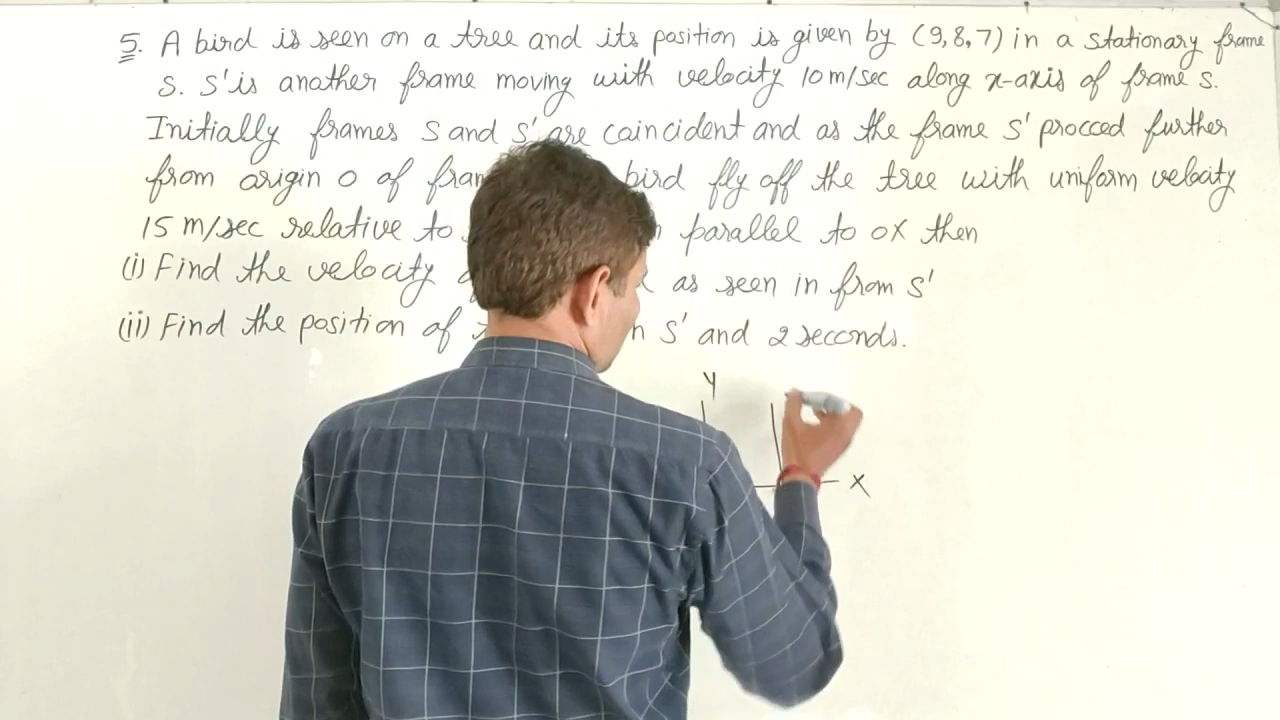 5. A bird is seen on a tree and its position is given by (9,8,7) in a stationary frame
S. S' is another frame moving with velocity 10 m/sec along x-axis of frame S.
Initially frames S and S' are coincident and as the frame S' procced further
from origin O of fram bird fly off the tree with uniform velocity
15 m/sec relative to parallel to OX then
(i) Find the velocity as seen in from S'
(ii) Find the position of n S' and 2 seconds.
Y
X